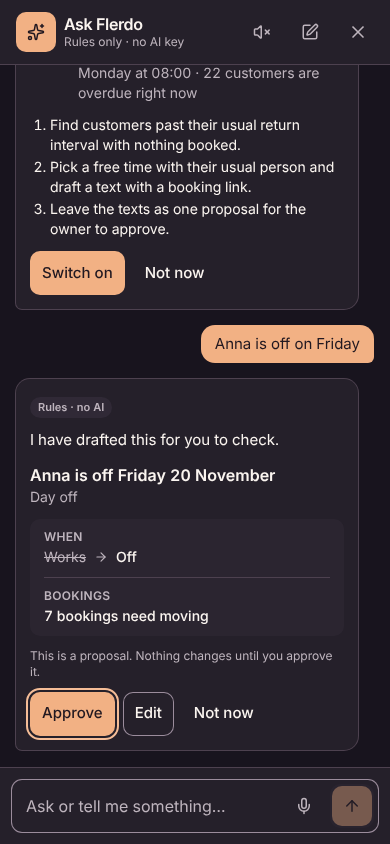 Ask Flerdo
Rules only · no AI key
Monday at 08:00 · 22 customers are
overdue right now
1. Find customers past their usual return
interval with nothing booked.
2. Pick a free time with their usual person and
draft a text with a booking link.
3. Leave the texts as one proposal for the
owner to approve.
Switch on
Not now
Anna is off on Friday
Rules · no AI
I have drafted this for you to check.
Anna is off Friday 20 November
Day off
WHEN
Works → Off
BOOKINGS
7 bookings need moving
This is a proposal. Nothing changes until you approve
it.
Approve
Edit
Not now
Ask or tell me something...